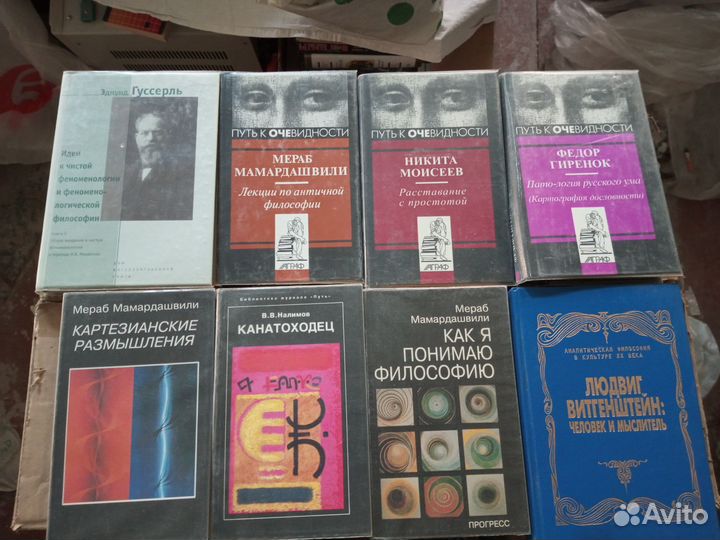 Эдмунд Гуссерль
Идеи
к чистой
феноменологии
и феномено-
логической
философии
ПУТЬ К ОЧЕВИДНОСТИ
МЕРАБ
МАМАРДАШВИЛИ
Лекции по античной
философии
АГРАФ
ПУТЬ К ОЧЕВИДНОСТИ
НИКИТА
МОИСЕЕВ
Расставание
с простотой
АГРАФ
ПУТЬ К ОЧЕВИДНОСТИ
ФЕДОР
ГИРЕНОК
Пато-логия русского ума
(Картография дословности)
АГРАФ
Мераб Мамардашвили
КАРТЕЗИАНСКИЕ
РАЗМЫШЛЕНИЯ
Библиотека журнала «Путь»
В.В.Налимов
КАНАТОХОДЕЦ
Мераб
Мамардашвили
КАК Я
ПОНИМАЮ
ФИЛОСОФИЮ
ПРОГРЕСС
АНАЛИТИЧЕСКАЯ ФИЛОСОФИЯ
В КУЛЬТУРЕ XX ВЕКА
ЛЮДВИГ
ВИТГЕНШТЕЙН:
ЧЕЛОВЕК И МЫСЛИТЕЛЬ
Avito